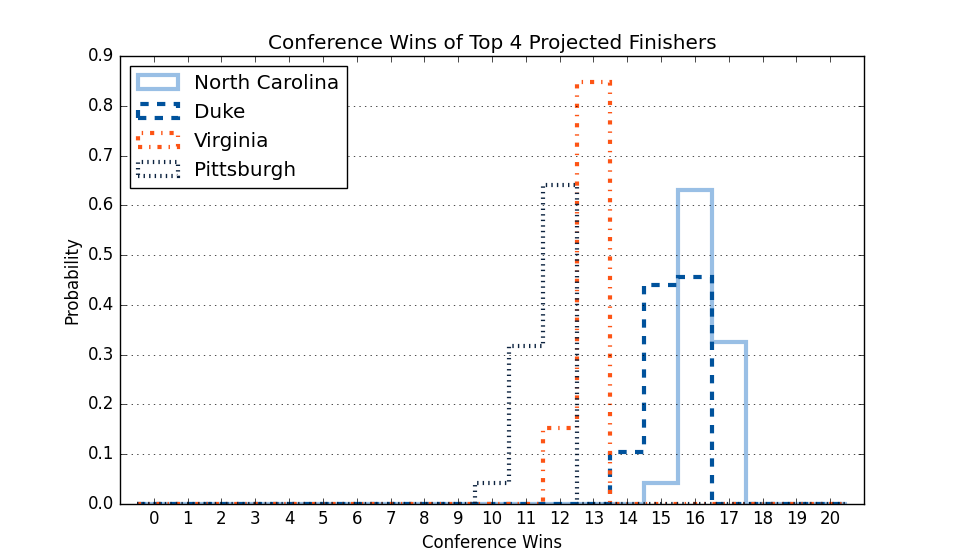 Conference Wins of Top 4 Projected Finishers
0.9
0.8
0.7
0.6
0.5
0.4
0.3
0.2
0.1
0.0
Probability
North Carolina
Duke
Virginia
Pittsburgh
0 1 2 3 4 5 6 7 8 9 10 11 12 13 14 15 16 17 18 19 20
Conference Wins